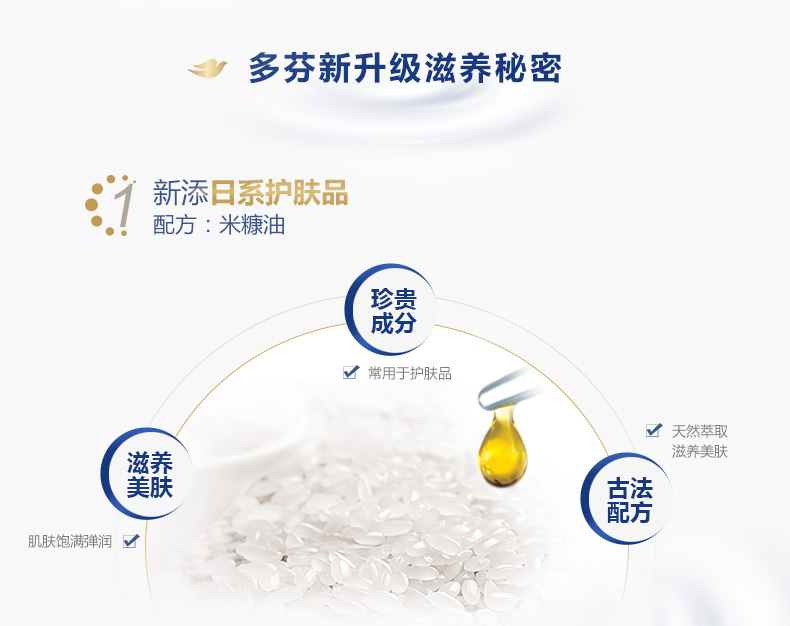 多芬新升级滋养秘密
1
新添日系护肤品
配方：米糠油
珍贵
成分
常用于护肤品
天然萃取
滋养美肤
滋养
美肤
古法
配方
肌肤饱满弹润